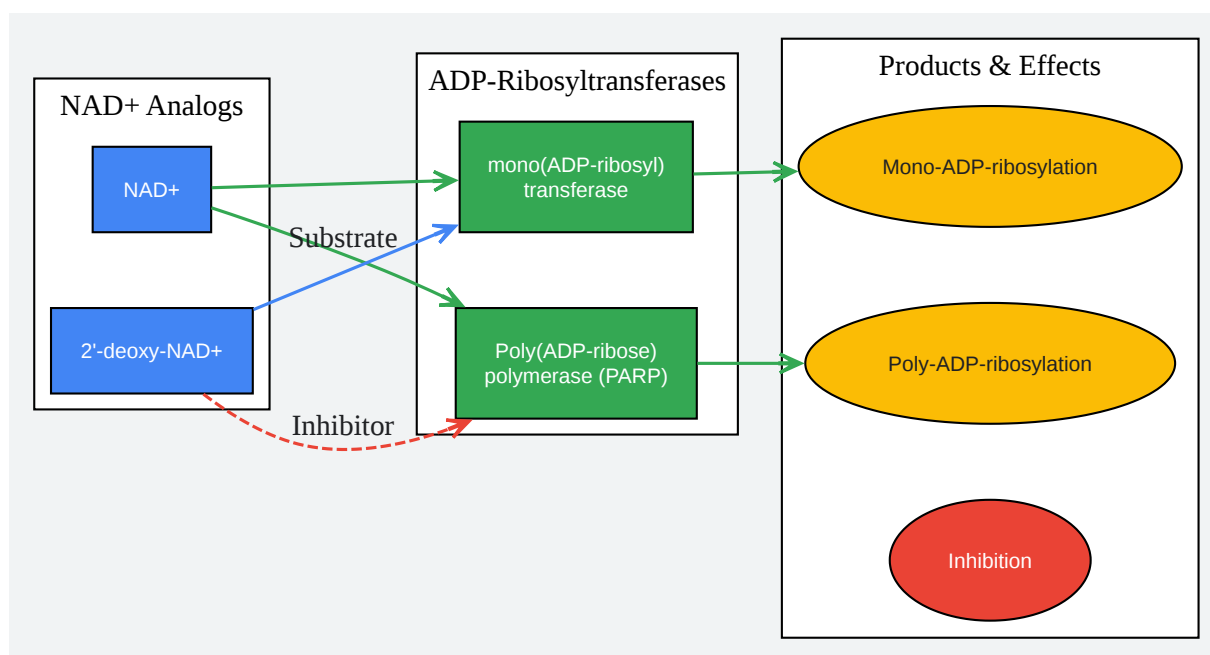 NAD+ Analogs
NAD+
2'-deoxy-NAD+
Substrate
Inhibitor
ADP-Ribosyltransferases
mono(ADP-ribosyl)
transferase
Poly(ADP-ribose)
polymerase (PARP)
Products & Effects
Mono-ADP-ribosylation
Poly-ADP-ribosylation
Inhibition